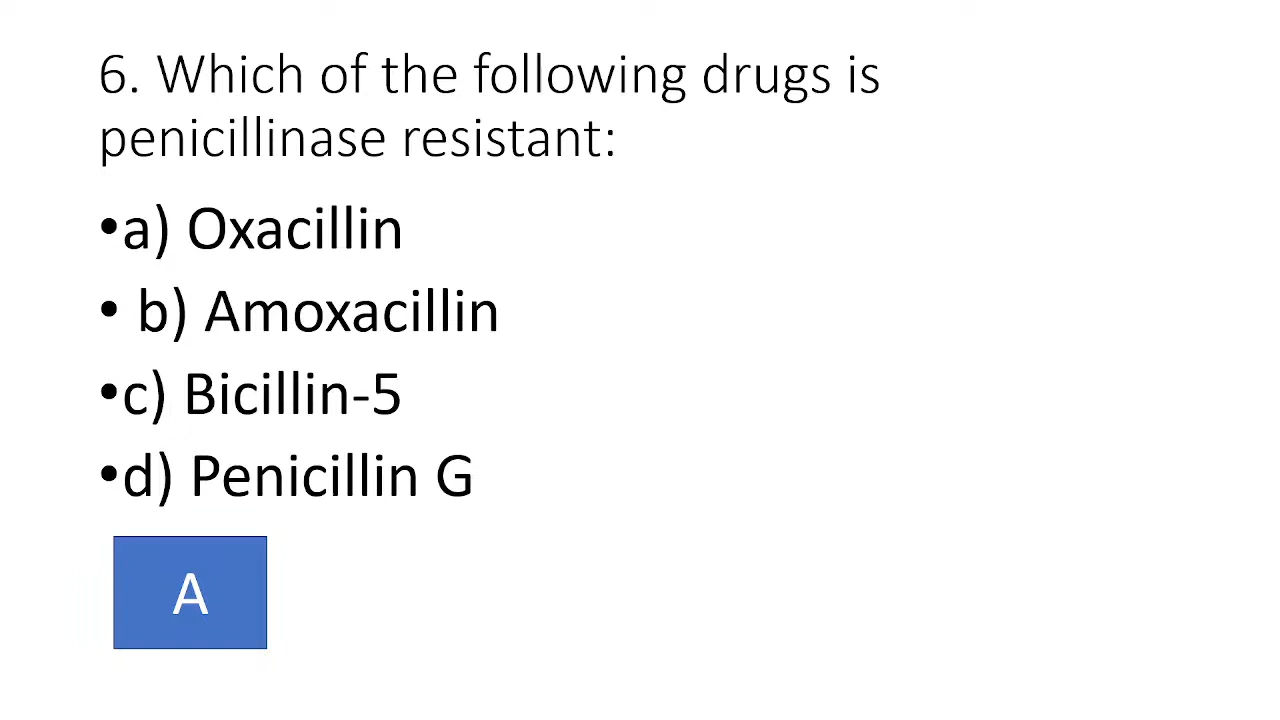 6. Which of the following drugs is
penicillinase resistant:
•a) Oxacillin
• b) Amoxacillin
•c) Bicillin-5
•d) Penicillin G
A